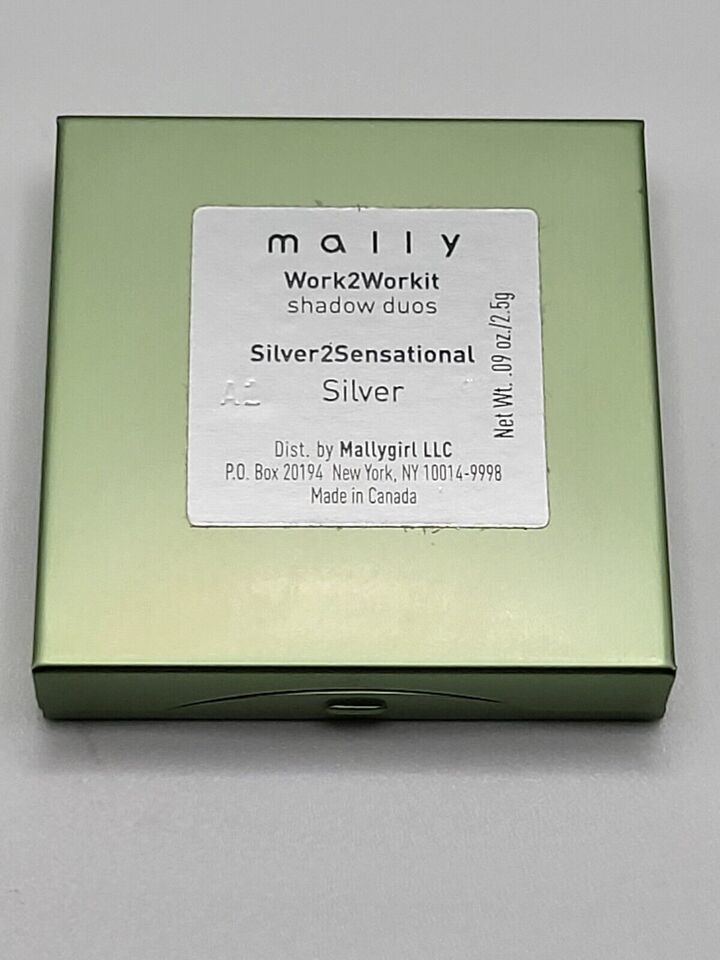 mally
Work2Workit
shadow duos
Silver2Sensational
Silver
A2
Net Wt. .09 oz./2.5g
Dist. by Mallygirl LLC
P.O. Box 20194 New York, NY 10014-9998
Made in Canada